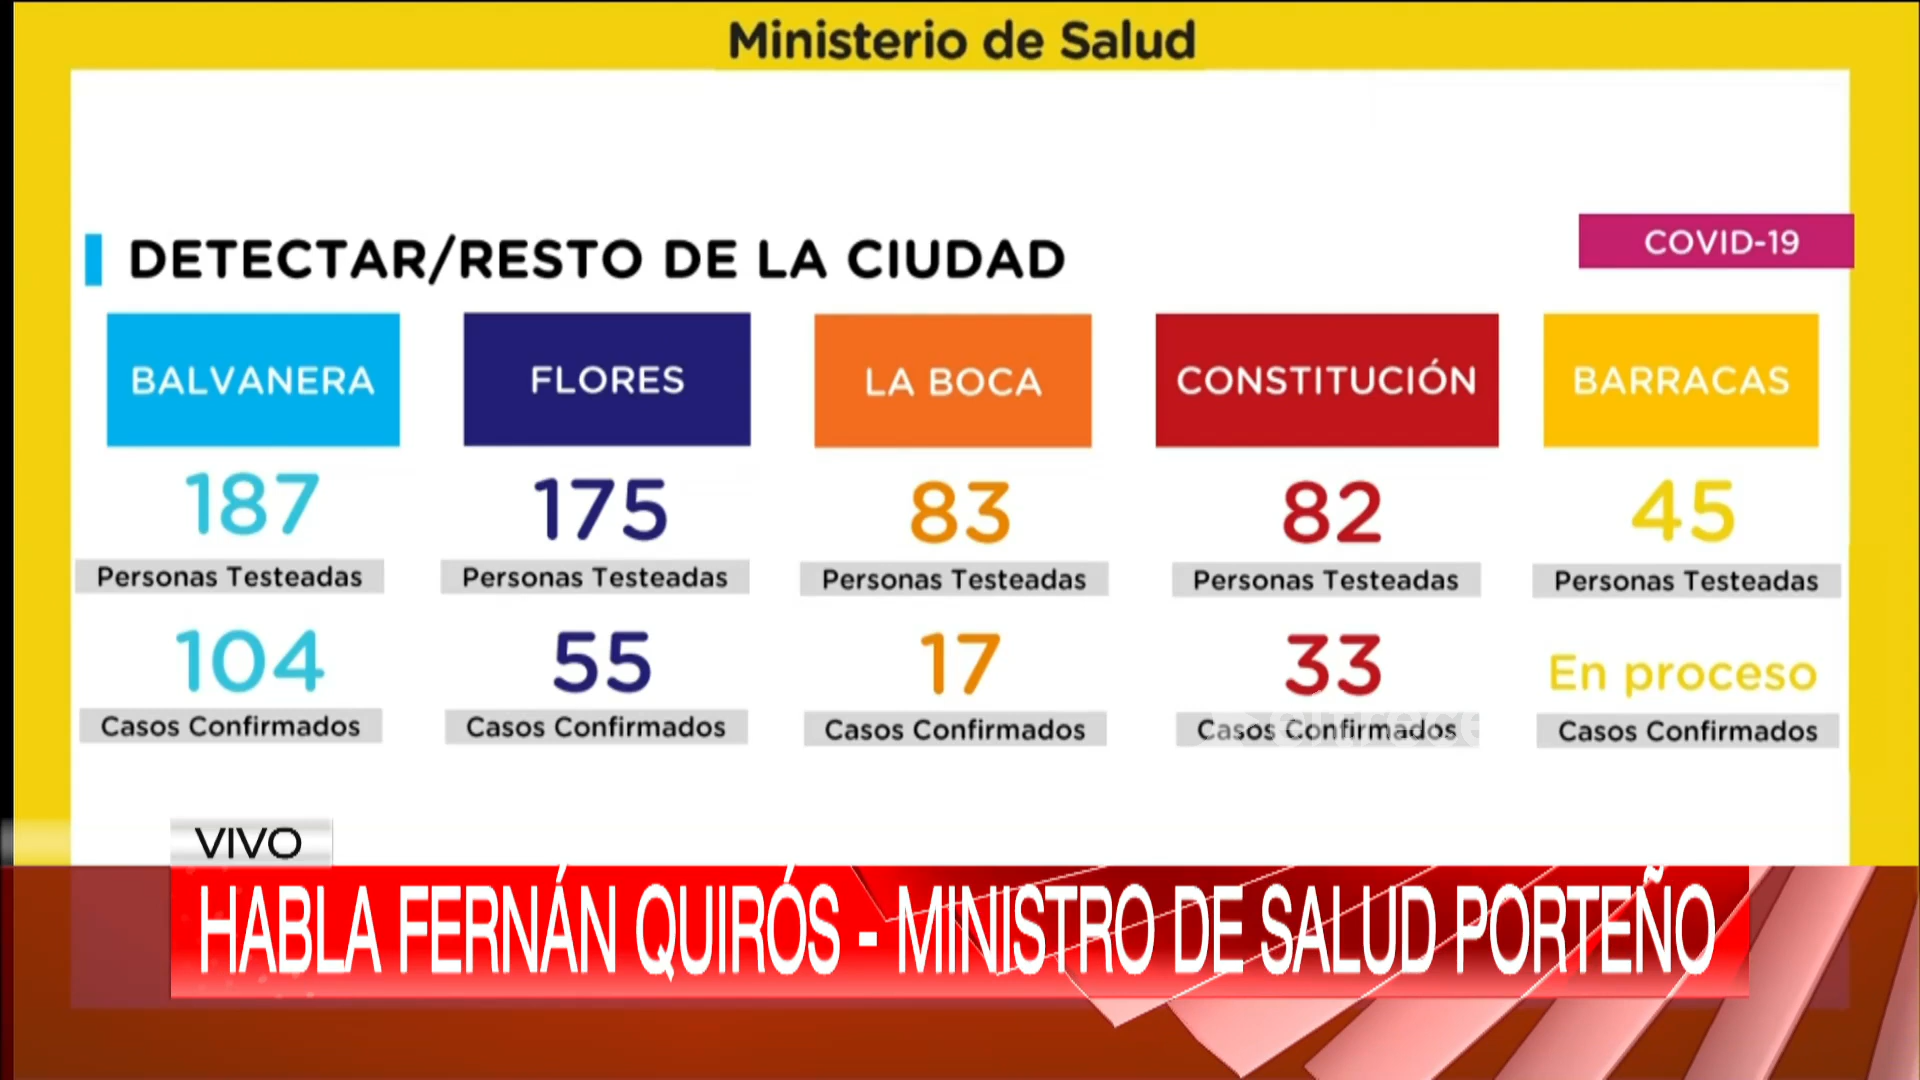 Ministerio de Salud
DETECTAR/RESTO DE LA CIUDAD
COVID-19
BALVANERA
FLORES
LA BOCA
CONSTITUCIÓN
BARRACAS
187
175
83
82
45
Personas Testeadas
Personas Testeadas
Personas Testeadas
Personas Testeadas
Personas Testeadas
104
55
17
33
En proceso
Casos Confirmados
Casos Confirmados
Casos Confirmados
Casos Confirmados
Casos Confirmados
eltrece
VIVO
HABLA FERNÁN QUIRÓS - MINISTRO DE SALUD PORTEÑO